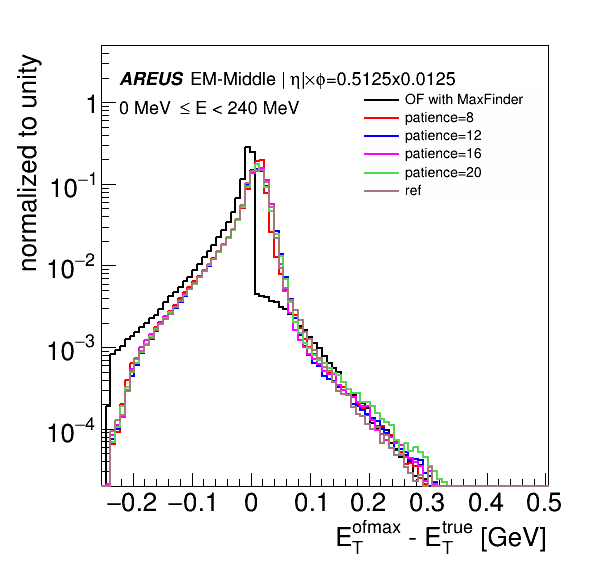 AREUS EM-Middle | η|×ϕ=0.5125x0.0125
0 MeV ≤ E < 240 MeV
OF with MaxFinder
patience=8
patience=12
patience=16
patience=20
ref
normalized to unity
1
10⁻¹
10⁻²
10⁻³
10⁻⁴
−0.2 −0.1 0 0.1 0.2 0.3 0.4 0.5
E_T^ofmax - E_T^true [GeV]